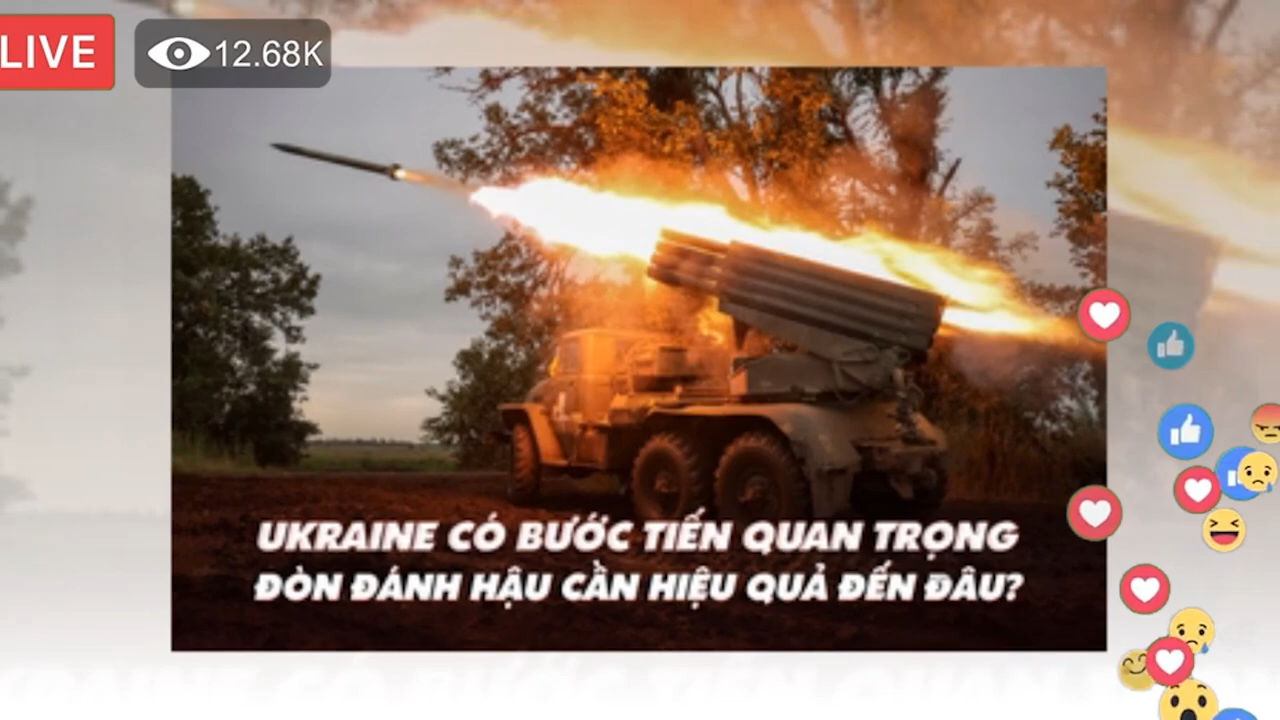 LIVE
12.68K
UKRAINE CÓ BƯỚC TIẾN QUAN TRỌNG
ĐÒN ĐÁNH HẬU CẦN HIỆU QUẢ ĐẾN ĐÂU?